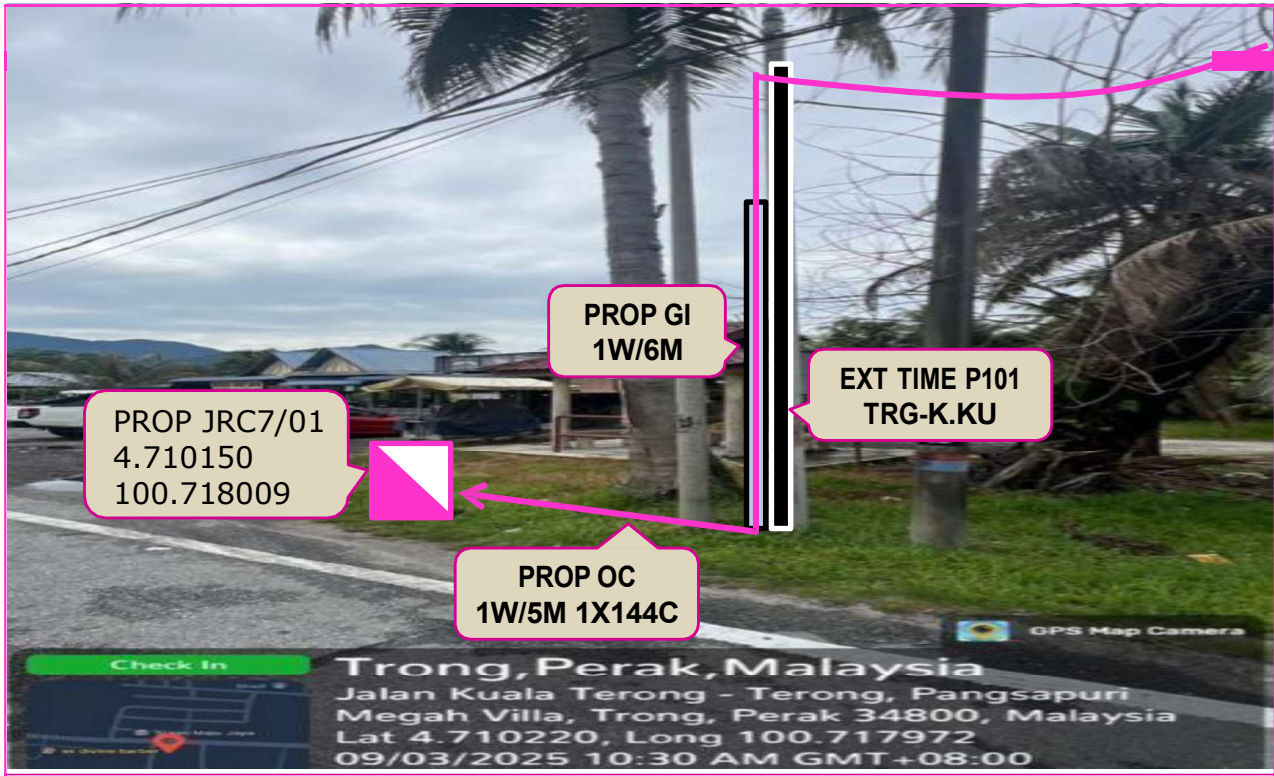 PROP GI
1W/6M
EXT TIME P101
TRG-K.KU
PROP JRC7/01
4.710150
100.718009
PROP OC
1W/5M 1X144C
GPS Map Camera
Check In
Trong,Perak,Malaysia
Jalan Kuala Terong - Terong, Pangsapuri
Megah Villa, Trong, Perak 34800, Malaysia
Lat 4.710220, Long 100.717972
09/03/2025 10:30 AM GMT+08:00